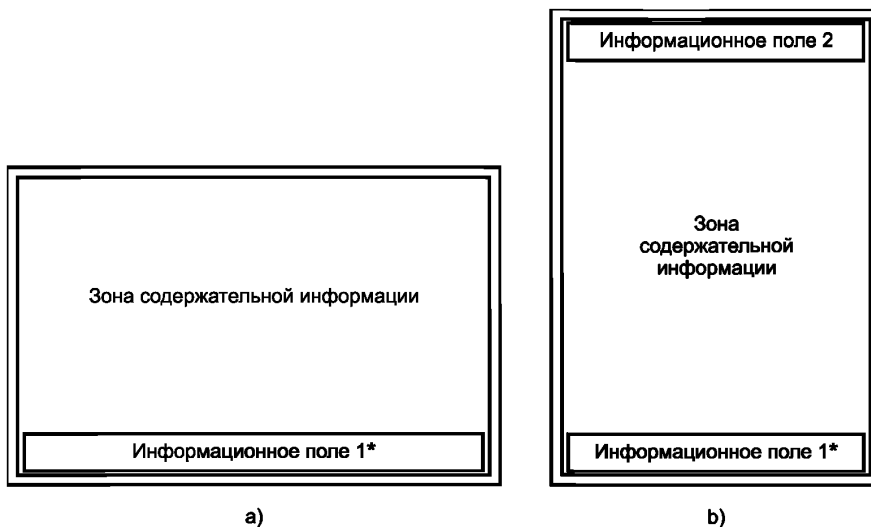 Зона содержательной информации
Информационное поле 1*
а)
Информационное поле 2
Зона
содержательной
информации
Информационное поле 1*
b)